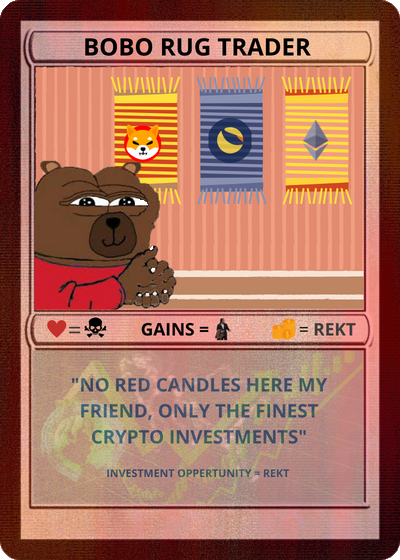 BOBO RUG TRADER
= GAINS = = REKT
"NO RED CANDLES HERE MY
FRIEND, ONLY THE FINEST
CRYPTO INVESTMENTS"
INVESTMENT OPPERTUNITY = REKT